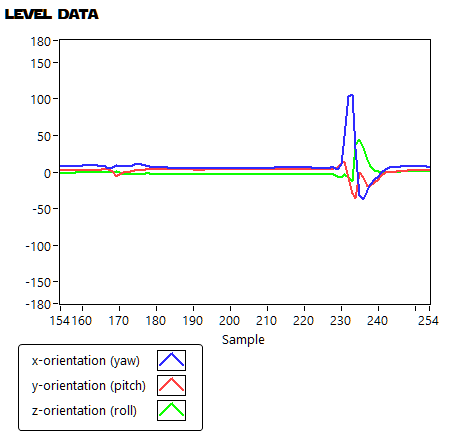 LEVEL DATA
180
150
100
50
0
-50
-100
-150
-180
154 160 170 180 190 200 210 220 230 240 254
Sample
x-orientation (yaw)
y-orientation (pitch)
z-orientation (roll)